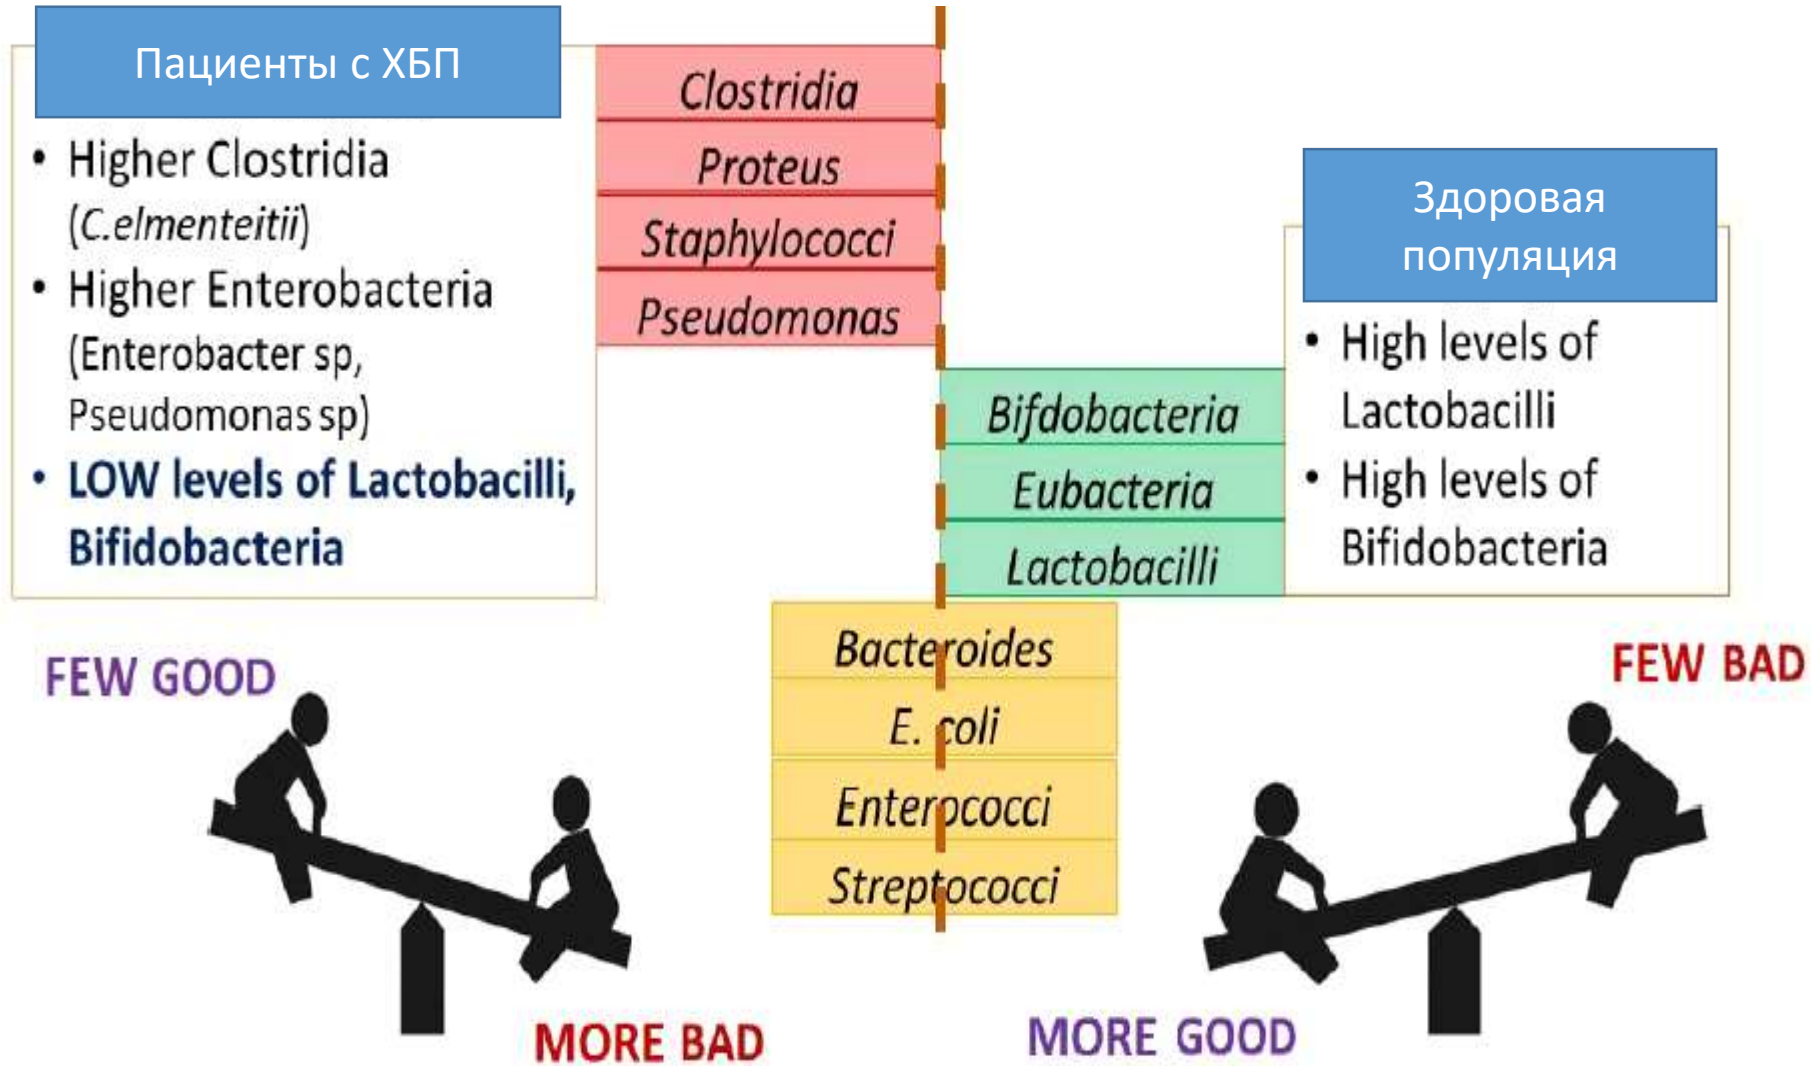 Пациенты с ХБП
• Higher Clostridia
(C.elmenteitii)
• Higher Enterobacteria
(Enterobacter sp,
Pseudomonas sp)
• LOW levels of Lactobacilli,
Bifidobacteria
Clostridia
Proteus
Staphylococci
Pseudomonas
Bifdobacteria
Eubacteria
Lactobacilli
Bacteroides
E. coli
Enterococci
Streptococci
Здоровая
популяция
• High levels of
Lactobacilli
• High levels of
Bifidobacteria
FEW GOOD
MORE BAD
FEW BAD
MORE GOOD